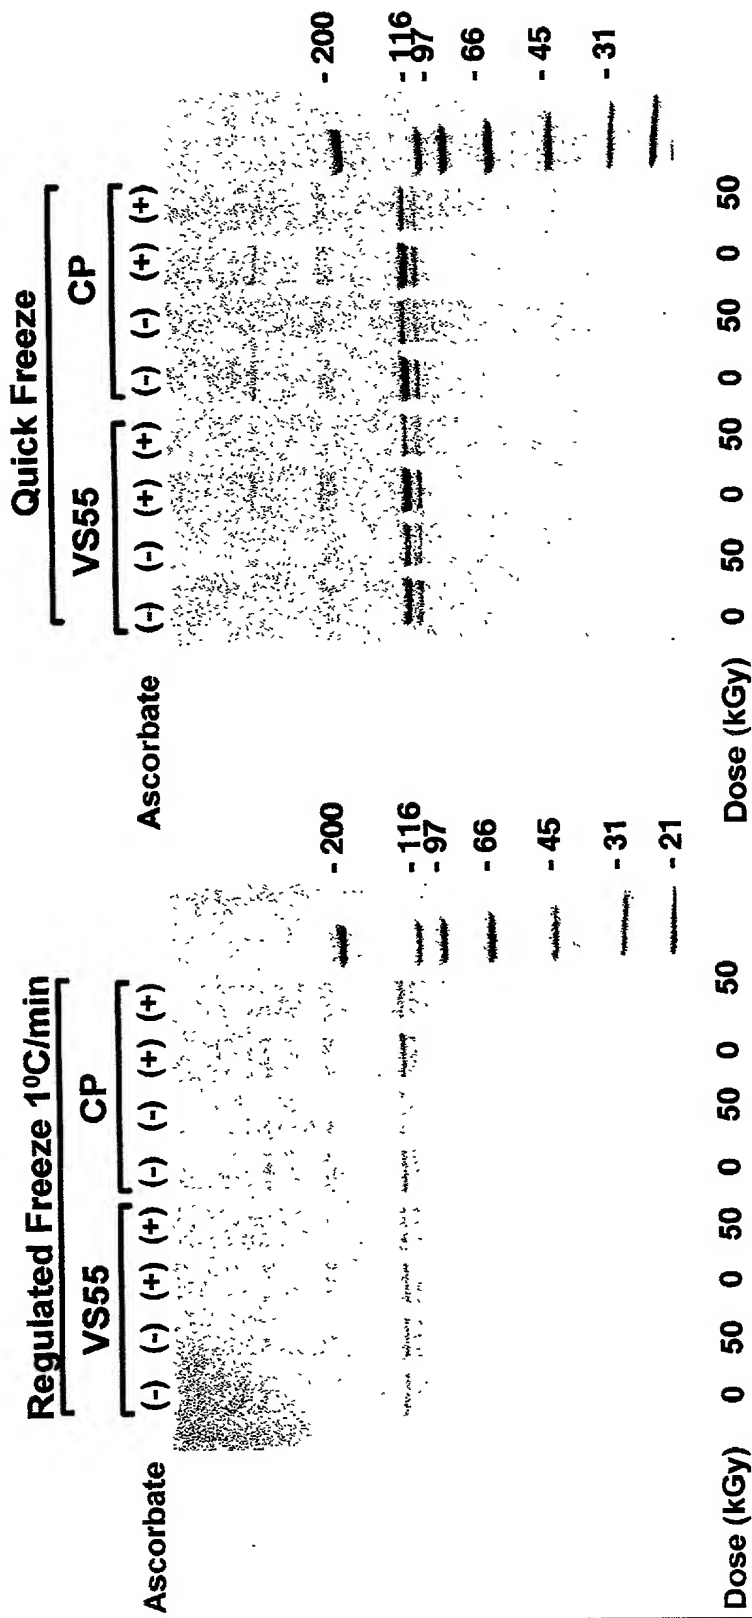 Regulated Freeze 1⁰C/min
VS55 CP
Ascorbate (-) (-) (+) (+) (-) (-) (+) (+)
- 200
- 116
- 97
- 66
- 45
- 31
- 21
Dose (kGy) 0 50 0 50 0 50 0 50
Quick Freeze
VS55 CP
Ascorbate (-) (-) (+) (+) (-) (-) (+) (+)
- 200
- 116
- 97
- 66
- 45
- 31
Dose (kGy) 0 50 0 50 0 50 0 50